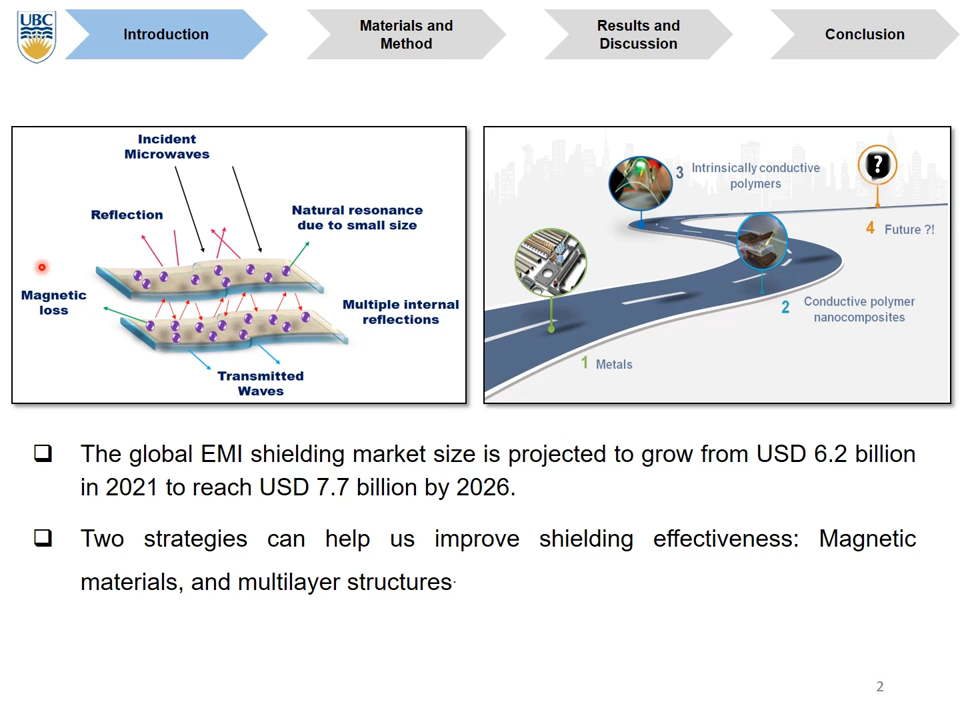 UBC
Introduction
Materials and
Method
Results and
Discussion
Conclusion
Incident
Microwaves
Reflection
Natural resonance
due to small size
Magnetic
loss
Multiple internal
reflections
Transmitted
Waves
3 Intrinsically conductive
polymers
?
4 Future ?!
2 Conductive polymer
nanocomposites
1 Metals
❑ The global EMI shielding market size is projected to grow from USD 6.2 billion
in 2021 to reach USD 7.7 billion by 2026.
❑ Two strategies can help us improve shielding effectiveness: Magnetic
materials, and multilayer structures.
2